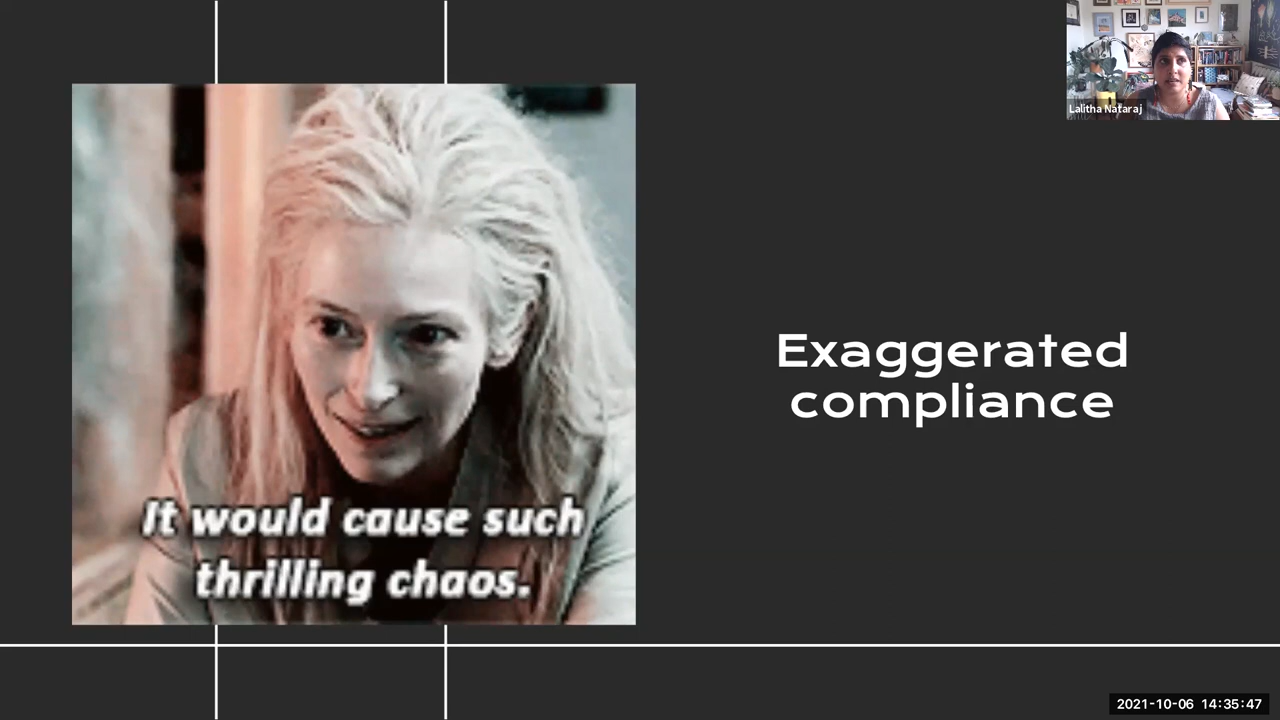 Lalitha Nataraj
Exaggerated
compliance
It would cause such
thrilling chaos.
2021-10-06 14:35:47